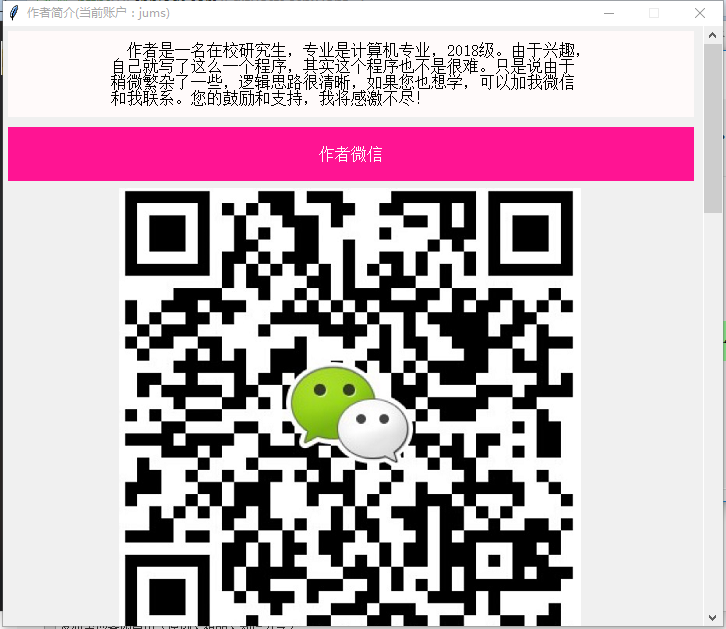 作者简介(当前账户：jums)
作者是一名在校研究生，专业是计算机专业，2018级。由于兴趣，
自己就写了这么一个程序，其实这个程序也不是很难。只是说由于
稍微繁杂了一些，逻辑思路很清晰，如果您也想学，可以加我微信
和我联系。您的鼓励和支持，我将感激不尽！
作者微信